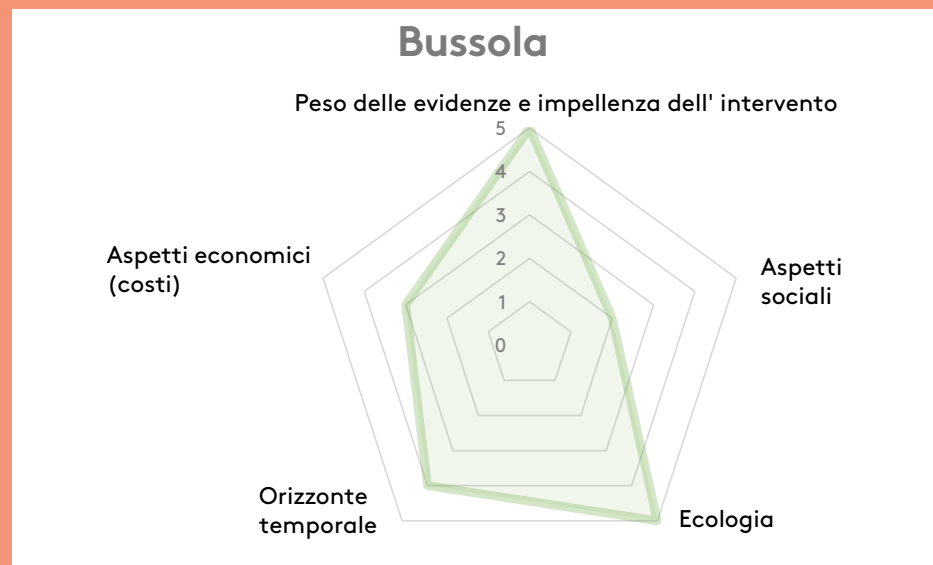 Bussola
Peso delle evidenze e impellenza dell' intervento
5
4
3
2
1
0
Aspetti economici
(costi)
Aspetti
sociali
Orizzonte
temporale
Ecologia